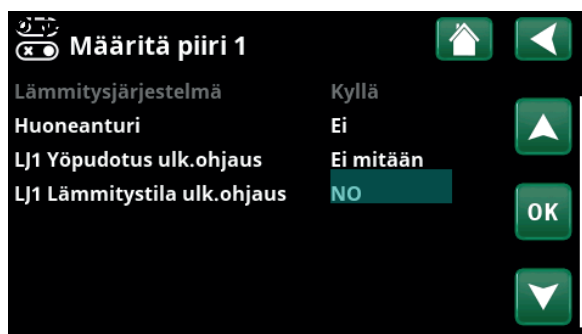 Määritä piiri 1
Lämmitysjärjestelmä Kyllä
Huoneanturi Ei
LJ1 Yöpudotus ulk.ohjaus Ei mitään
LJ1 Lämmitystila ulk.ohjaus NO
OK